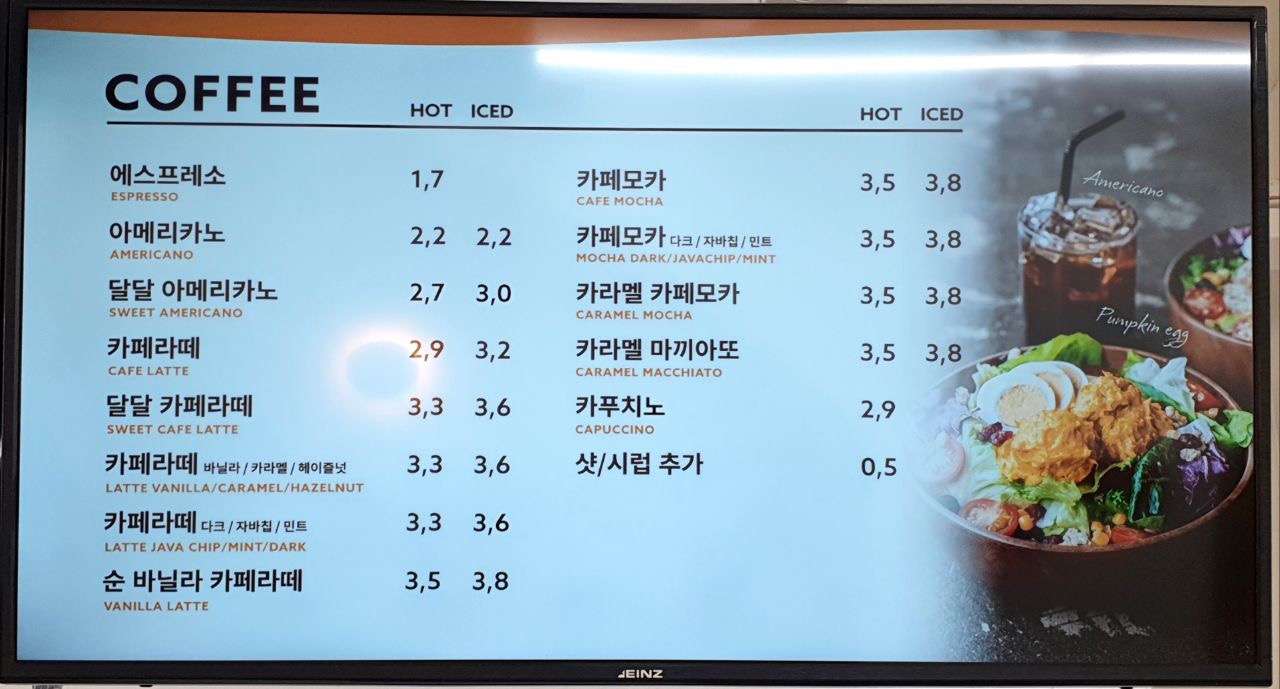 COFFEE HOT ICED HOT ICED
에스프레소 1,7
ESPRESSO
아메리카노 2,2 2,2
AMERICANO
달달 아메리카노 2,7 3,0
SWEET AMERICANO
카페라떼 2,9 3,2
CAFE LATTE
달달 카페라떼 3,3 3,6
SWEET CAFE LATTE
카페라떼 바닐라 / 카라멜 / 헤이즐넛 3,3 3,6
LATTE VANILLA/CARAMEL/HAZELNUT
카페라떼 다크 / 자바칩 / 민트 3,3 3,6
LATTE JAVA CHIP/MINT/DARK
순 바닐라 카페라떼 3,5 3,8
VANILLA LATTE
카페모카 3,5 3,8
CAFE MOCHA
카페모카 다크 / 자바칩 / 민트 3,5 3,8
MOCHA DARK/JAVACHIP/MINT
카라멜 카페모카 3,5 3,8
CARAMEL MOCHA
카라멜 마끼아또 3,5 3,8
CARAMEL MACCHIATO
카푸치노 2,9
CAPUCCINO
샷/시럽 추가 0,5
Americano
Pumpkin egg
JEINZ